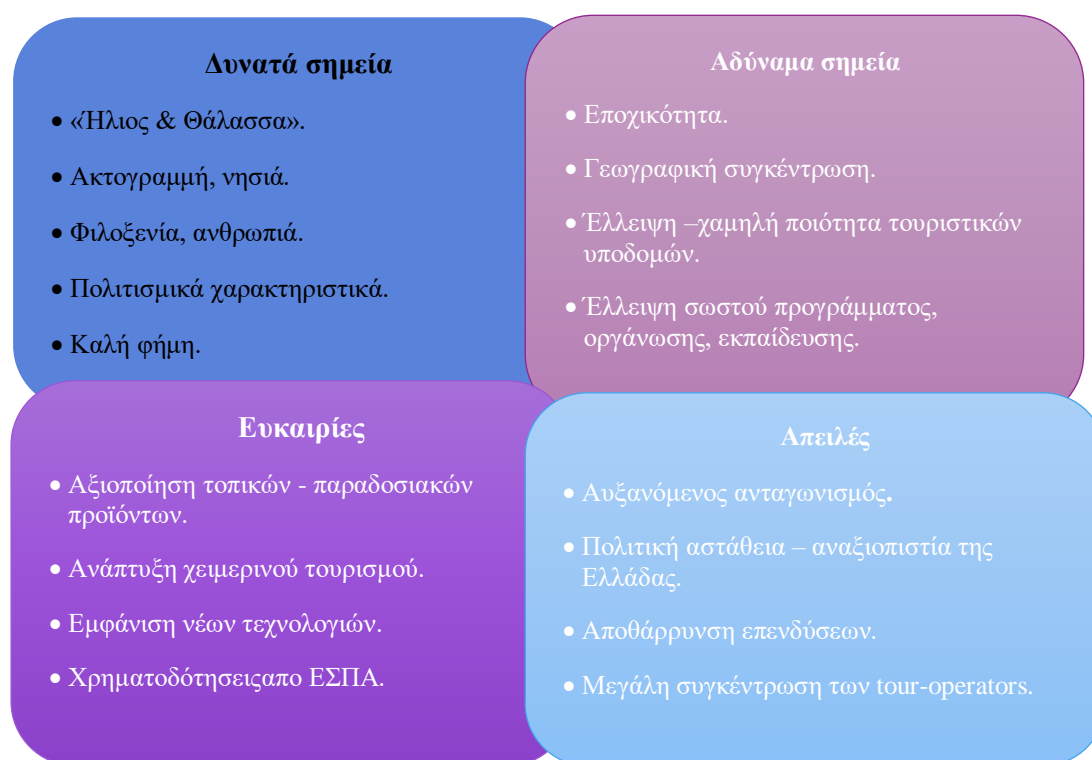 Δυνατά σημεία
• «Ήλιος & Θάλασσα».
• Ακτογραμμή, νησιά.
• Φιλοξενία, ανθρωπιά.
• Πολιτισμικά χαρακτηριστικά.
• Καλή φήμη.
Αδύναμα σημεία
• Εποχικότητα.
• Γεωγραφική συγκέντρωση.
• Έλλειψη –χαμηλή ποιότητα τουριστικών
υποδομών.
• Έλλειψη σωστού προγράμματος,
οργάνωσης, εκπαίδευσης.
Ευκαιρίες
• Αξιοποίηση τοπικών - παραδοσιακών
προϊόντων.
• Ανάπτυξη χειμερινού τουρισμού.
• Εμφάνιση νέων τεχνολογιών.
• Χρηματοδότησειςαπο ΕΣΠΑ.
Απειλές
• Αυξανόμενος ανταγωνισμός.
• Πολιτική αστάθεια – αναξιοπιστία της
Ελλάδας.
• Αποθάρρυνση επενδύσεων.
• Μεγάλη συγκέντρωση των tour-operators.